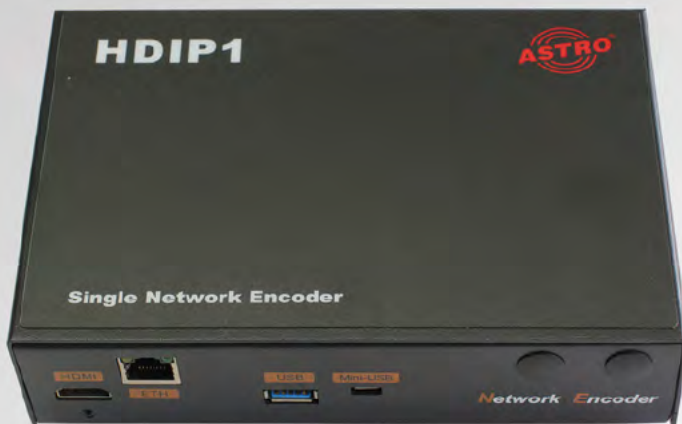 HDIP1
ASTRO
Single Network Encoder
HDMI
ETH
USB
Mini-USB
Network Encoder